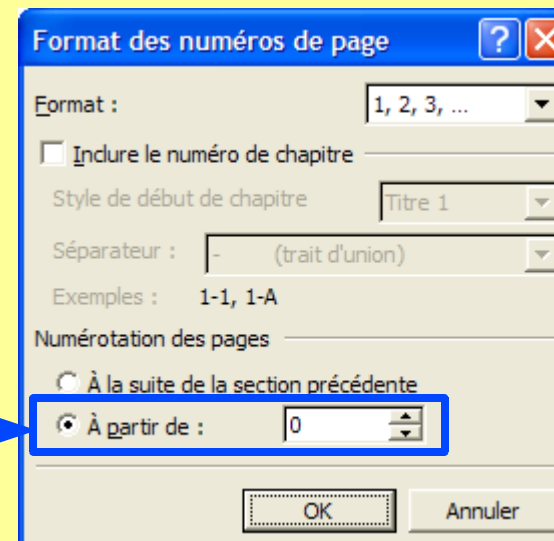 Format des numéros de page
Format : 1, 2, 3, ...
Inclure le numéro de chapitre
Style de début de chapitre Titre 1
Séparateur : - (trait d'union)
Exemples : 1-1, 1-A
Numérotation des pages
À la suite de la section précédente
À partir de : 0
OK Annuler